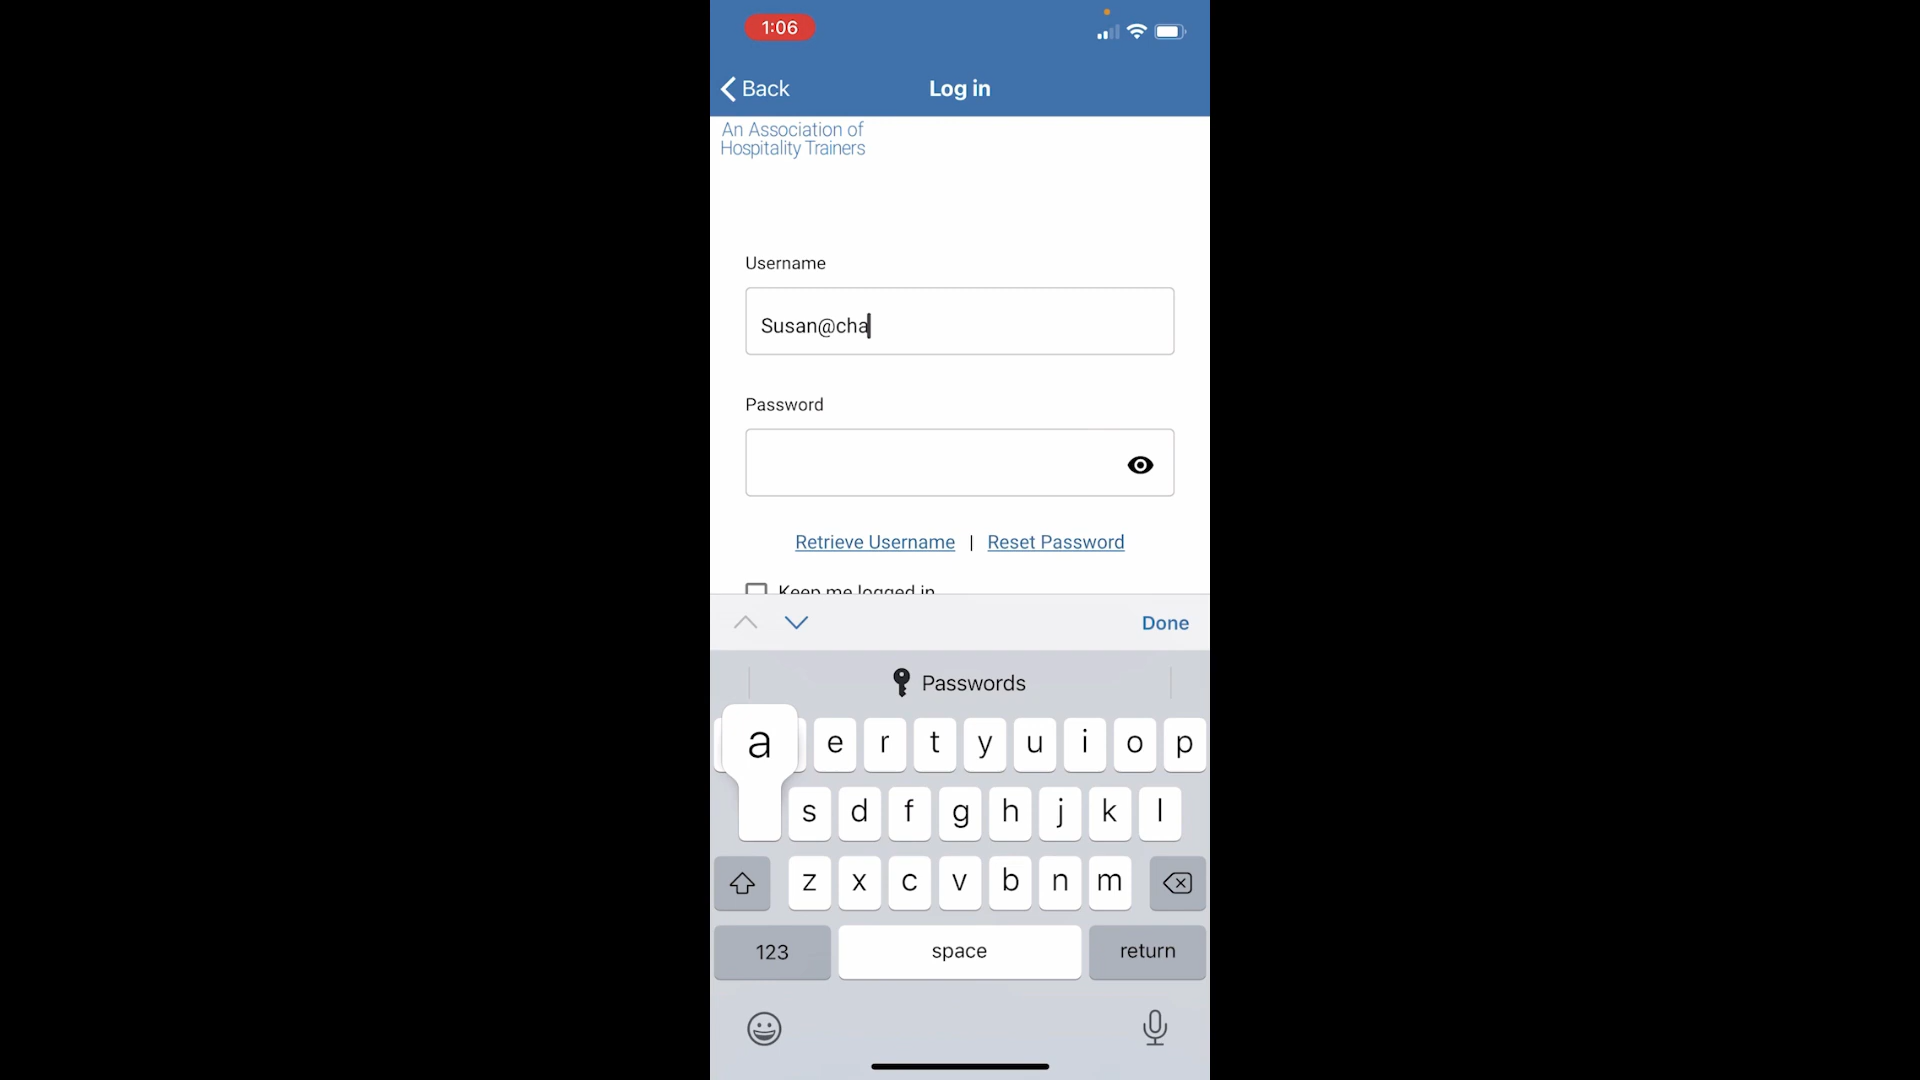 1:06
Back
Log in
An Association of
Hospitality Trainers
Username
Susan@cha
Password
Retrieve Username | Reset Password
Keep me logged in
Done
Passwords
a e r t y u i o p
s d f g h j k l
z x c v b n m
123 space return